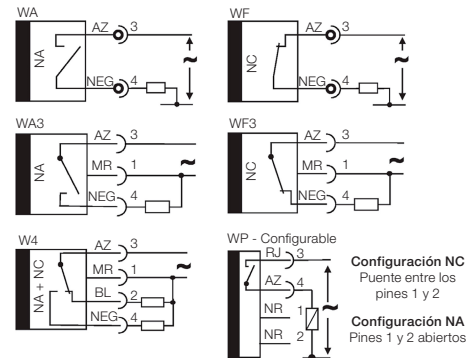 WA
NA
AZ 3
NEG 4
~
WF
NC
AZ 3
NEG 4
~
WA3
NA
AZ 3
MR 1
NEG 4
~
WF3
NC
AZ 3
MR 1
NEG 4
~
W4
NA + NC
AZ 3
MR 1
BL 2
NEG 4
~
WP - Configurable
RJ 3
AZ 4
NR 1
NR 2
~
Configuración NC
Puente entre los
pines 1 y 2
Configuración NA
Pines 1 y 2 abiertos